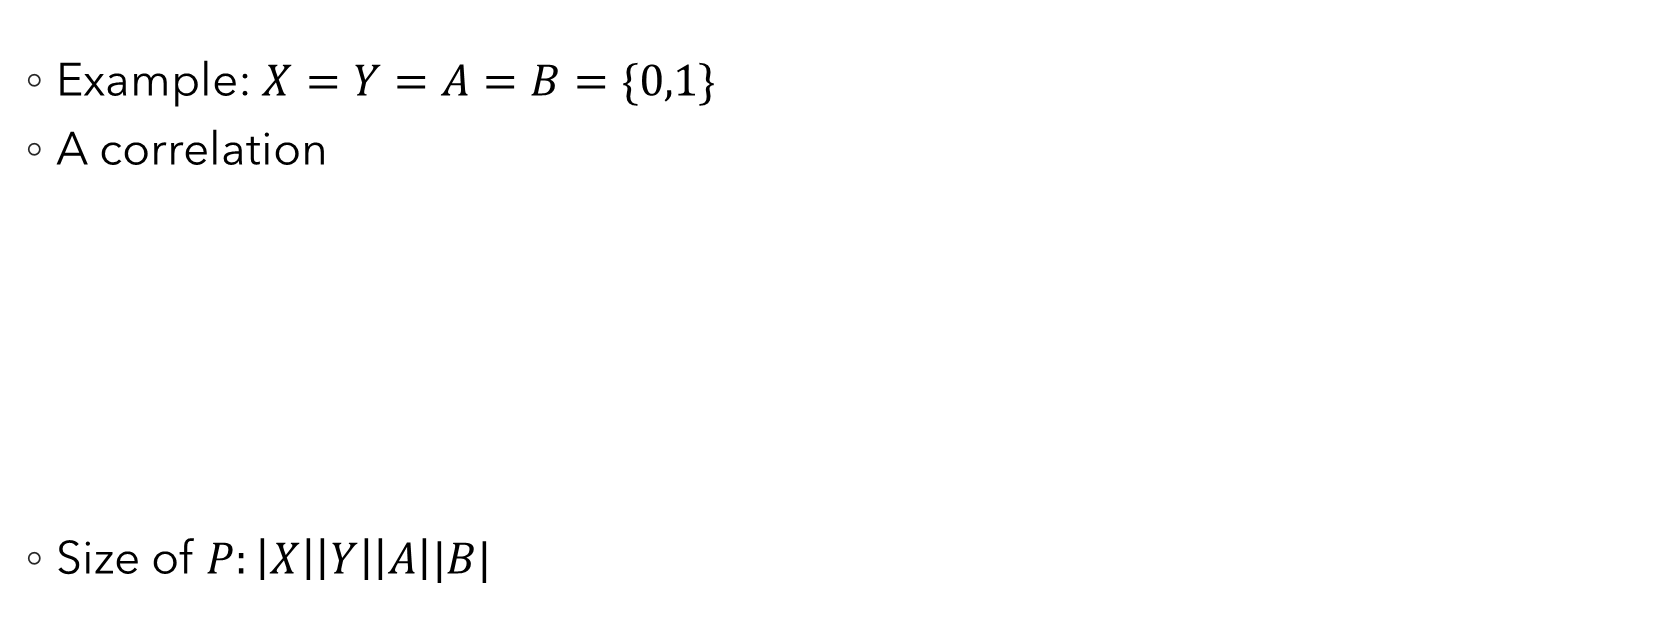 ◦ Example: 𝑋 = 𝑌 = 𝐴 = 𝐵 = {0,1}
◦ A correlation
◦ Size of 𝑃: |𝑋||𝑌||𝐴||𝐵|